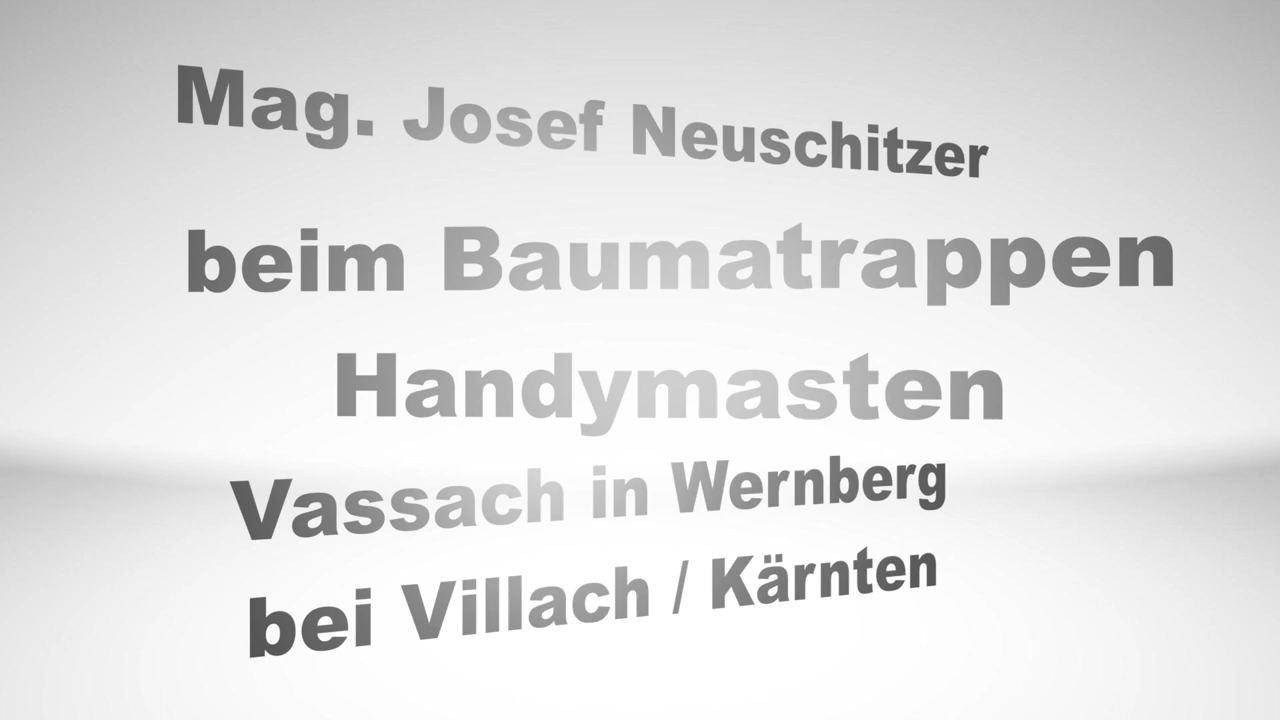 Mag. Josef Neuschitzer
beim Baumatrappen
Handymasten
Vassach in Wernberg
bei Villach / Kärnten